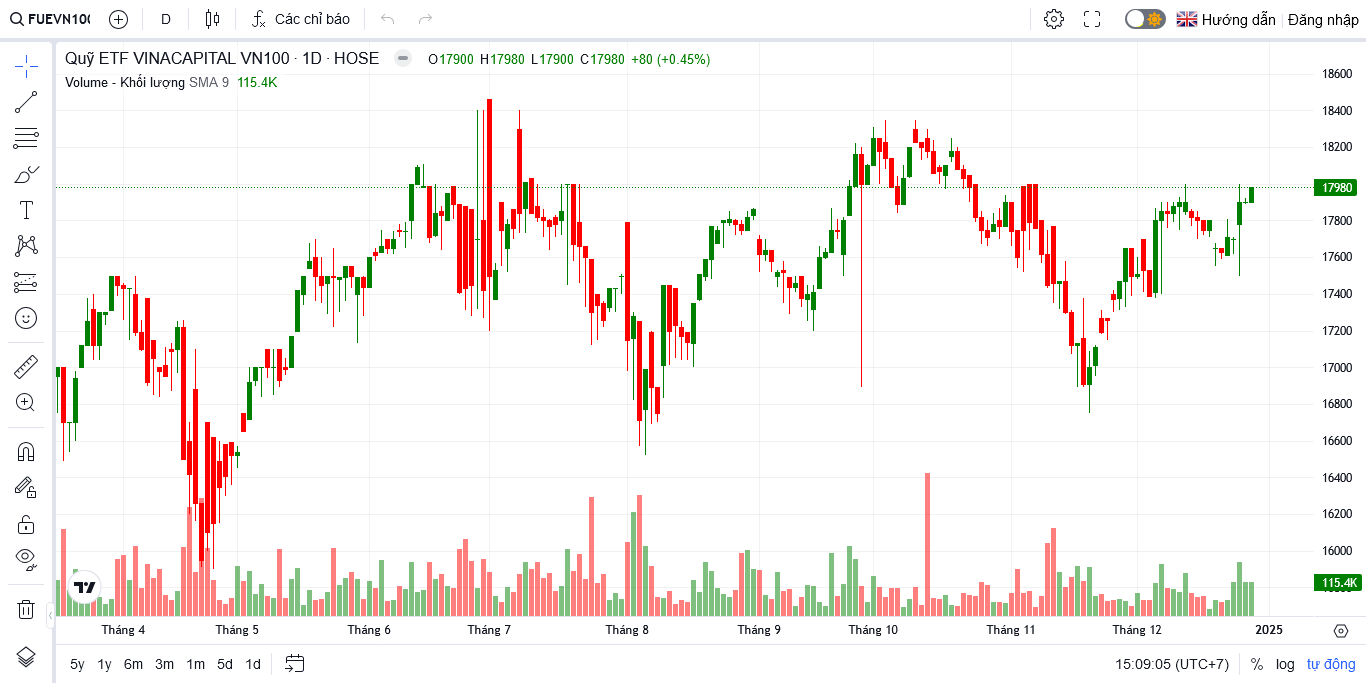 FUEVN100 D Các chỉ báo Hướng dẫn Đăng nhập
Quỹ ETF VINACAPITAL VN100 · 1D · HOSE O17900 H17980 L17900 C17980 +80 (+0.45%)
Volume - Khối lượng SMA 9 115.4K
18600
18400
18200
17980
17800
17600
17400
17200
17000
16800
16600
16400
16200
16000
115.4K
Tháng 4 Tháng 5 Tháng 6 Tháng 7 Tháng 8 Tháng 9 Tháng 10 Tháng 11 Tháng 12 2025
5y 1y 6m 3m 1m 5d 1d 15:09:05 (UTC+7) % log tự động